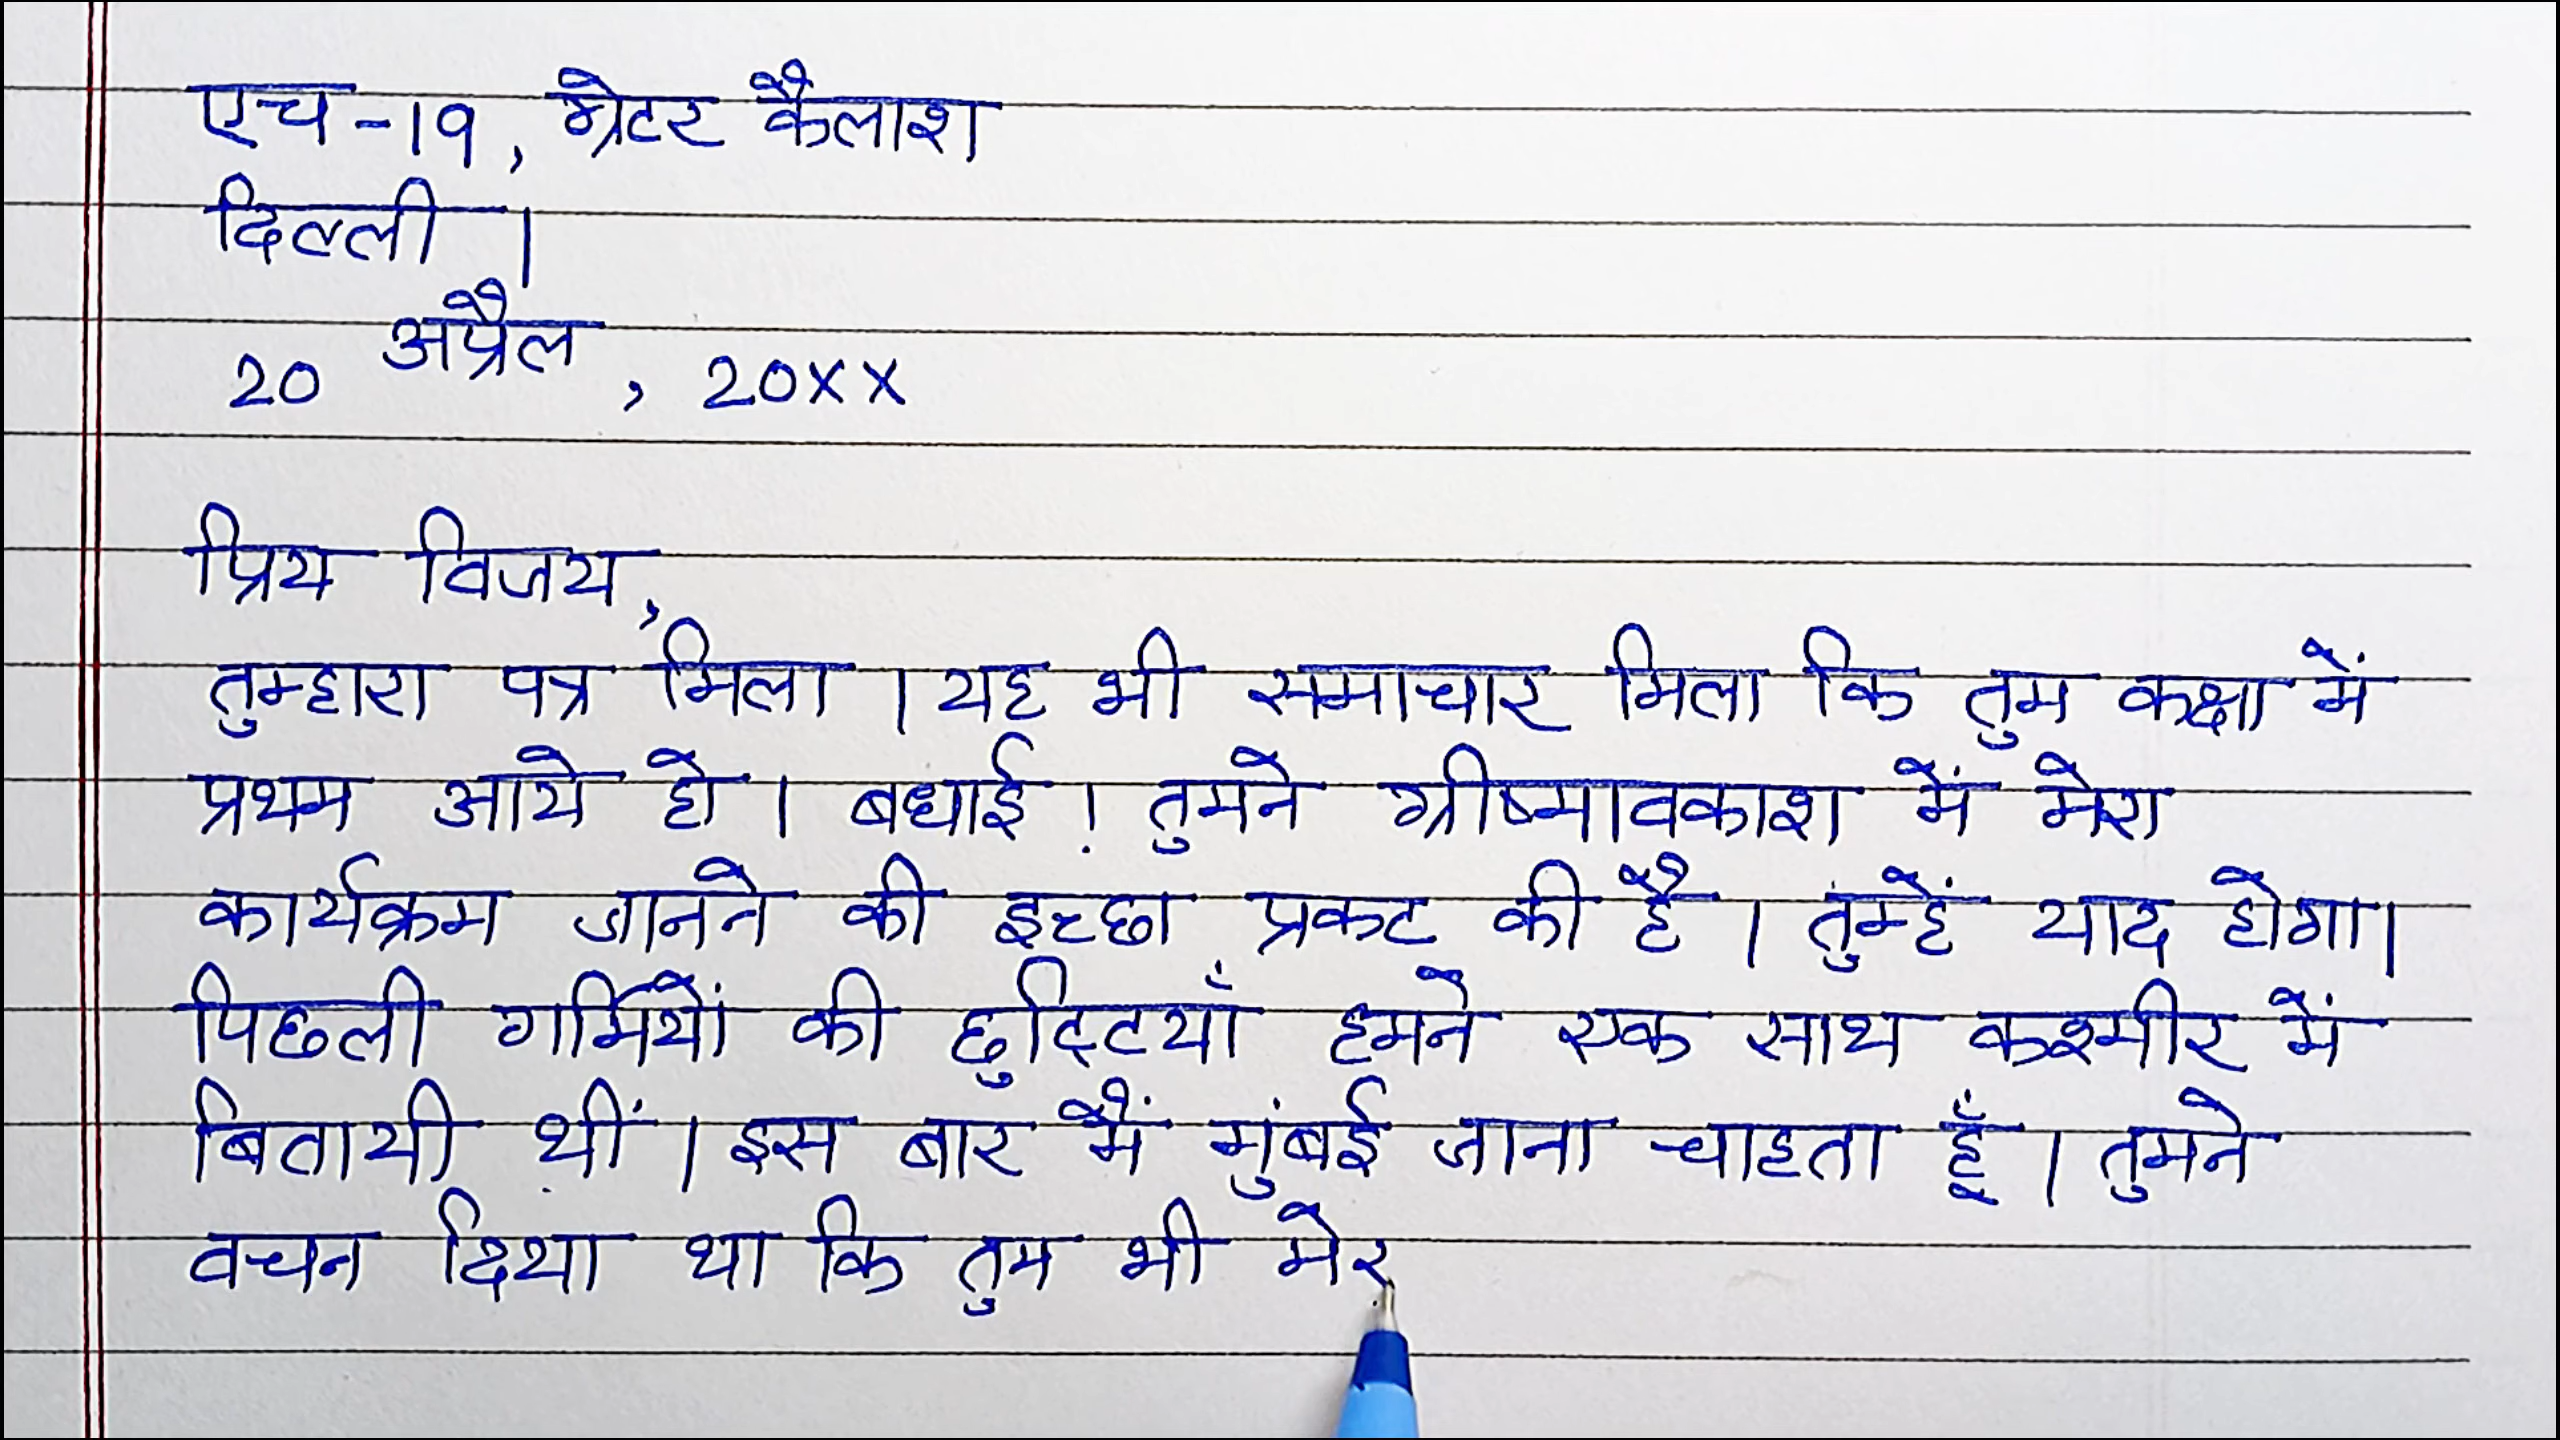 एच-19, ग्रेटर कैलाश
दिल्ली ।
20 अप्रैल, 20xx
प्रिय विजय,
तुम्हारा पत्र मिला । यह भी समाचार मिला कि तुम कक्षा में
प्रथम आये हो । बधाई ! तुमने ग्रीष्मावकाश में मेरा
कार्यक्रम जानने की इच्छा प्रकट की है । तुम्हें याद होगा।
पिछली गर्मियों की छुट्टियाँ हमने एक साथ कश्मीर में
बितायी थीं । इस बार मैं मुंबई जाना चाहता हूँ । तुमने
वचन दिया था कि तुम भी मेर